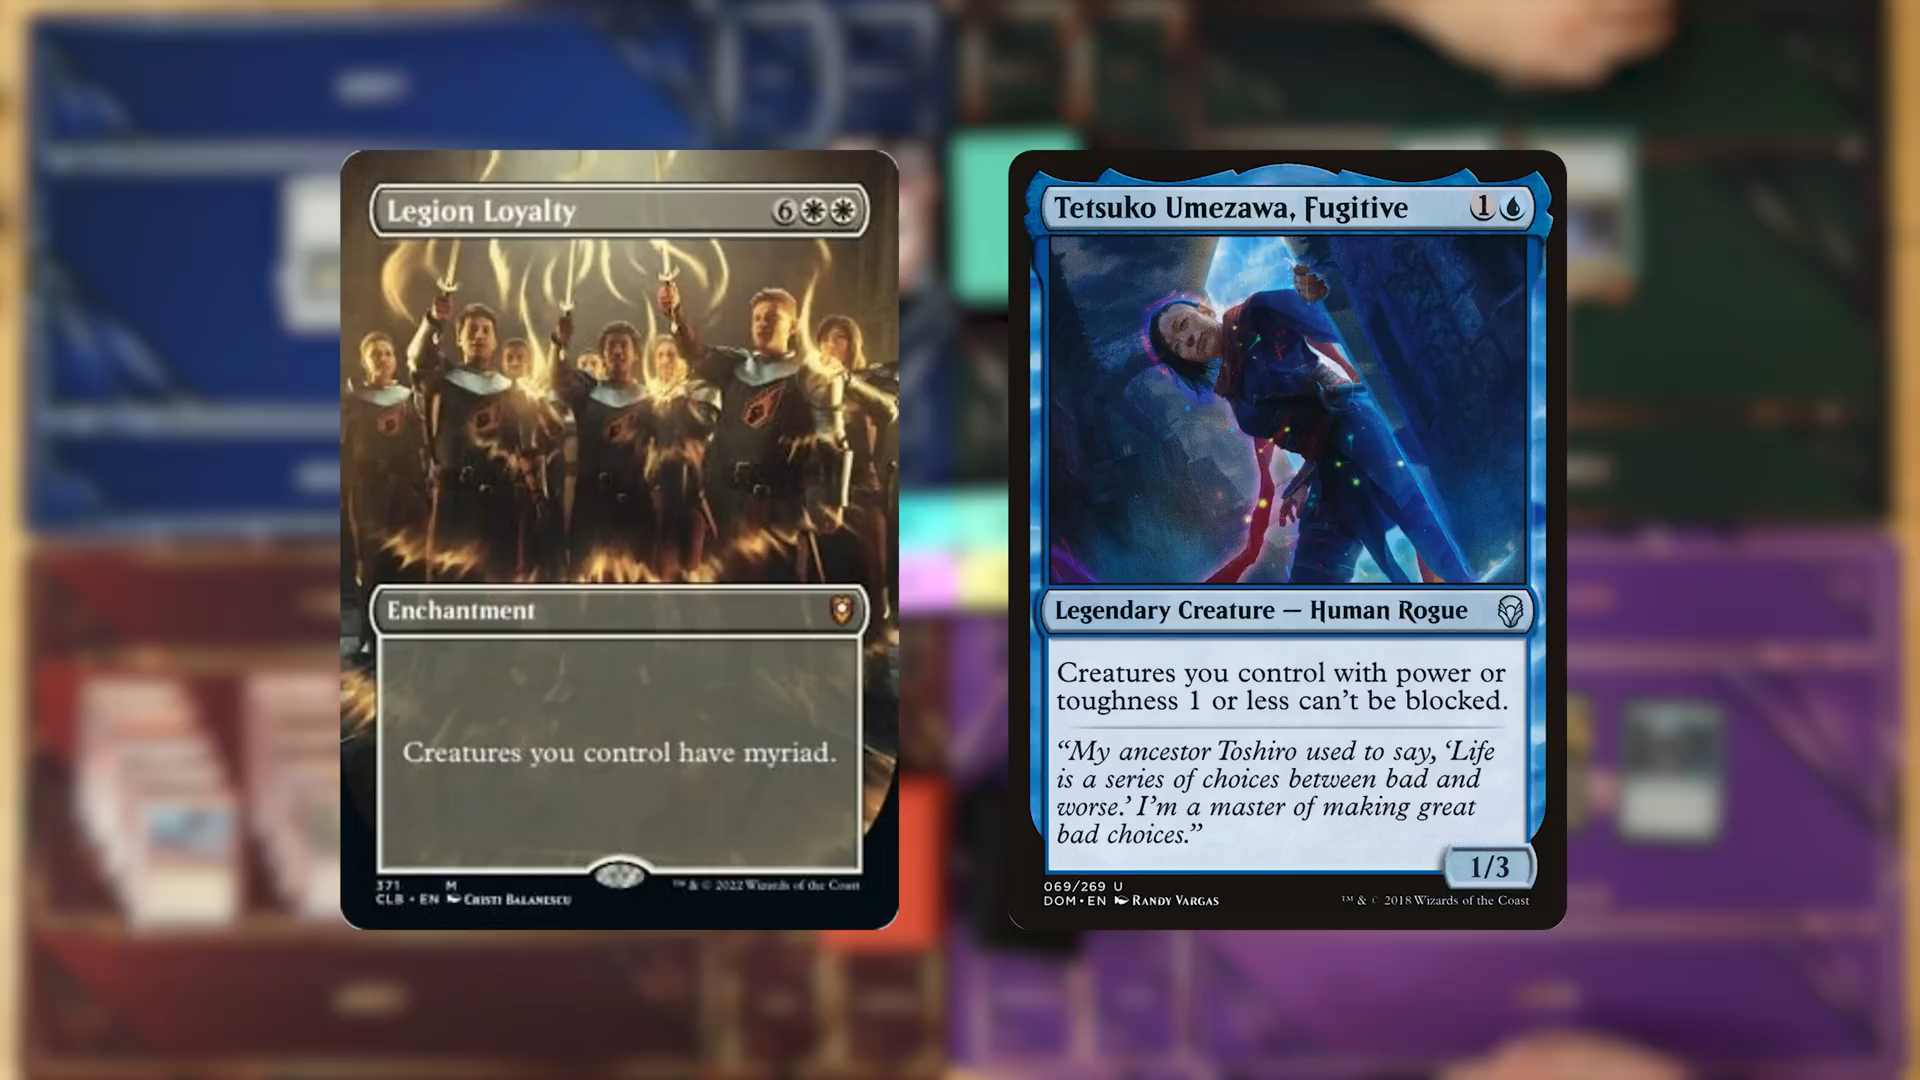 Legion Loyalty
6
Enchantment
Creatures you control have myriad.
371 M
CLB • EN CRISTI BALANESCU
™ & © 2022 Wizards of the Coast
Tetsuko Umezawa, Fugitive
1
Legendary Creature — Human Rogue
Creatures you control with power or
toughness 1 or less can't be blocked.
“My ancestor Toshiro used to say, ‘Life
is a series of choices between bad and
worse.’ I'm a master of making great
bad choices.”
1/3
069/269 U
DOM • EN RANDY VARGAS
™ & © 2018 Wizards of the Coast